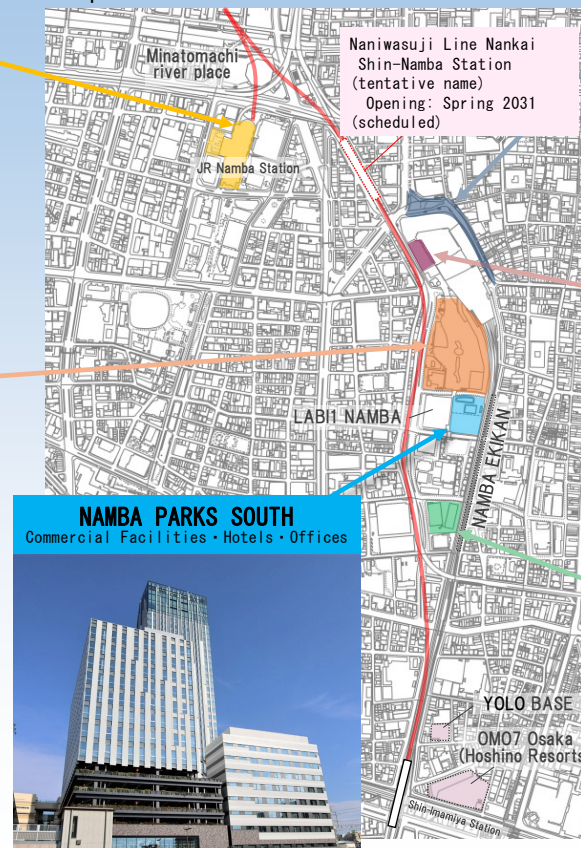 Naniwasuji Line Nankai
Shin-Namba Station
(tentative name)
Opening: Spring 2031
(scheduled)
Minatomachi
river place
JR Namba Station
LABI1 NAMBA
NAMBA EKIKAN
NAMBA PARKS SOUTH
Commercial Facilities・Hotels・Offices
YOLO BASE
OMO7 Osaka
(Hoshino Resorts
Shin-Imamiya Station